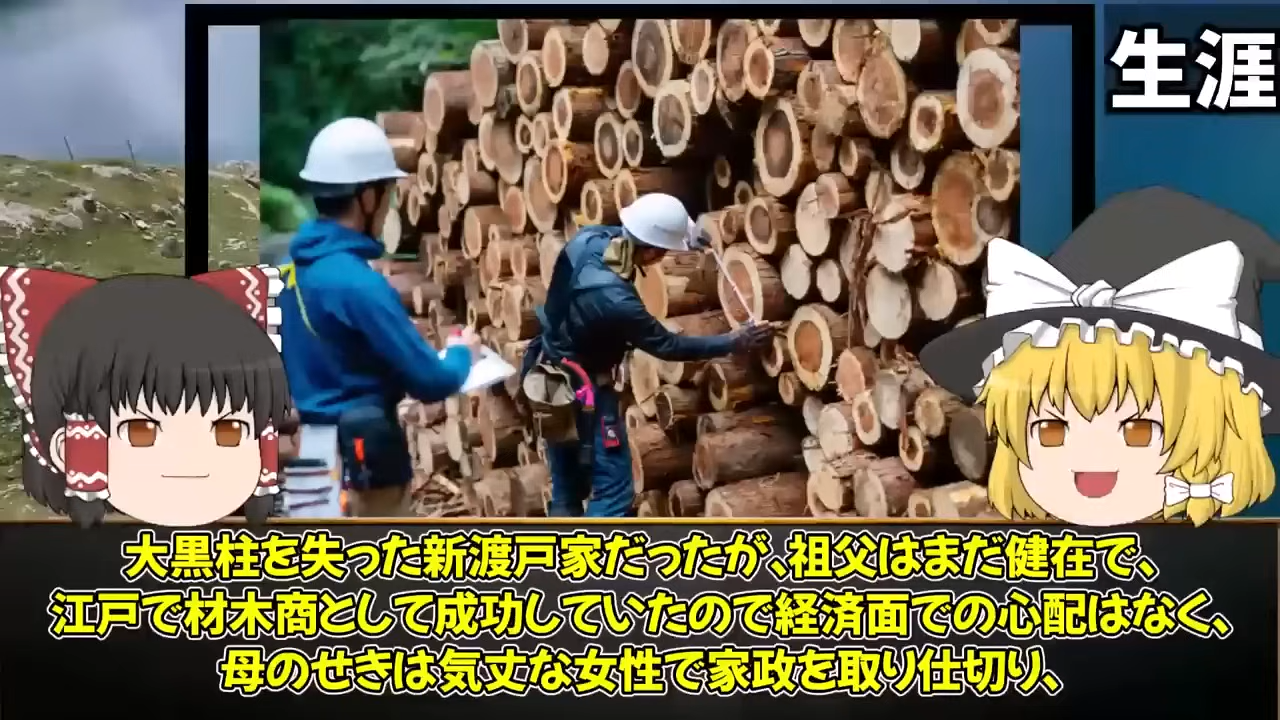 生涯
大黒柱を失った新渡戸家だったが、祖父はまだ健在で、
江戸で材木商として成功していたので経済面での心配はなく、
母のせきは気丈な女性で家政を取り仕切り、